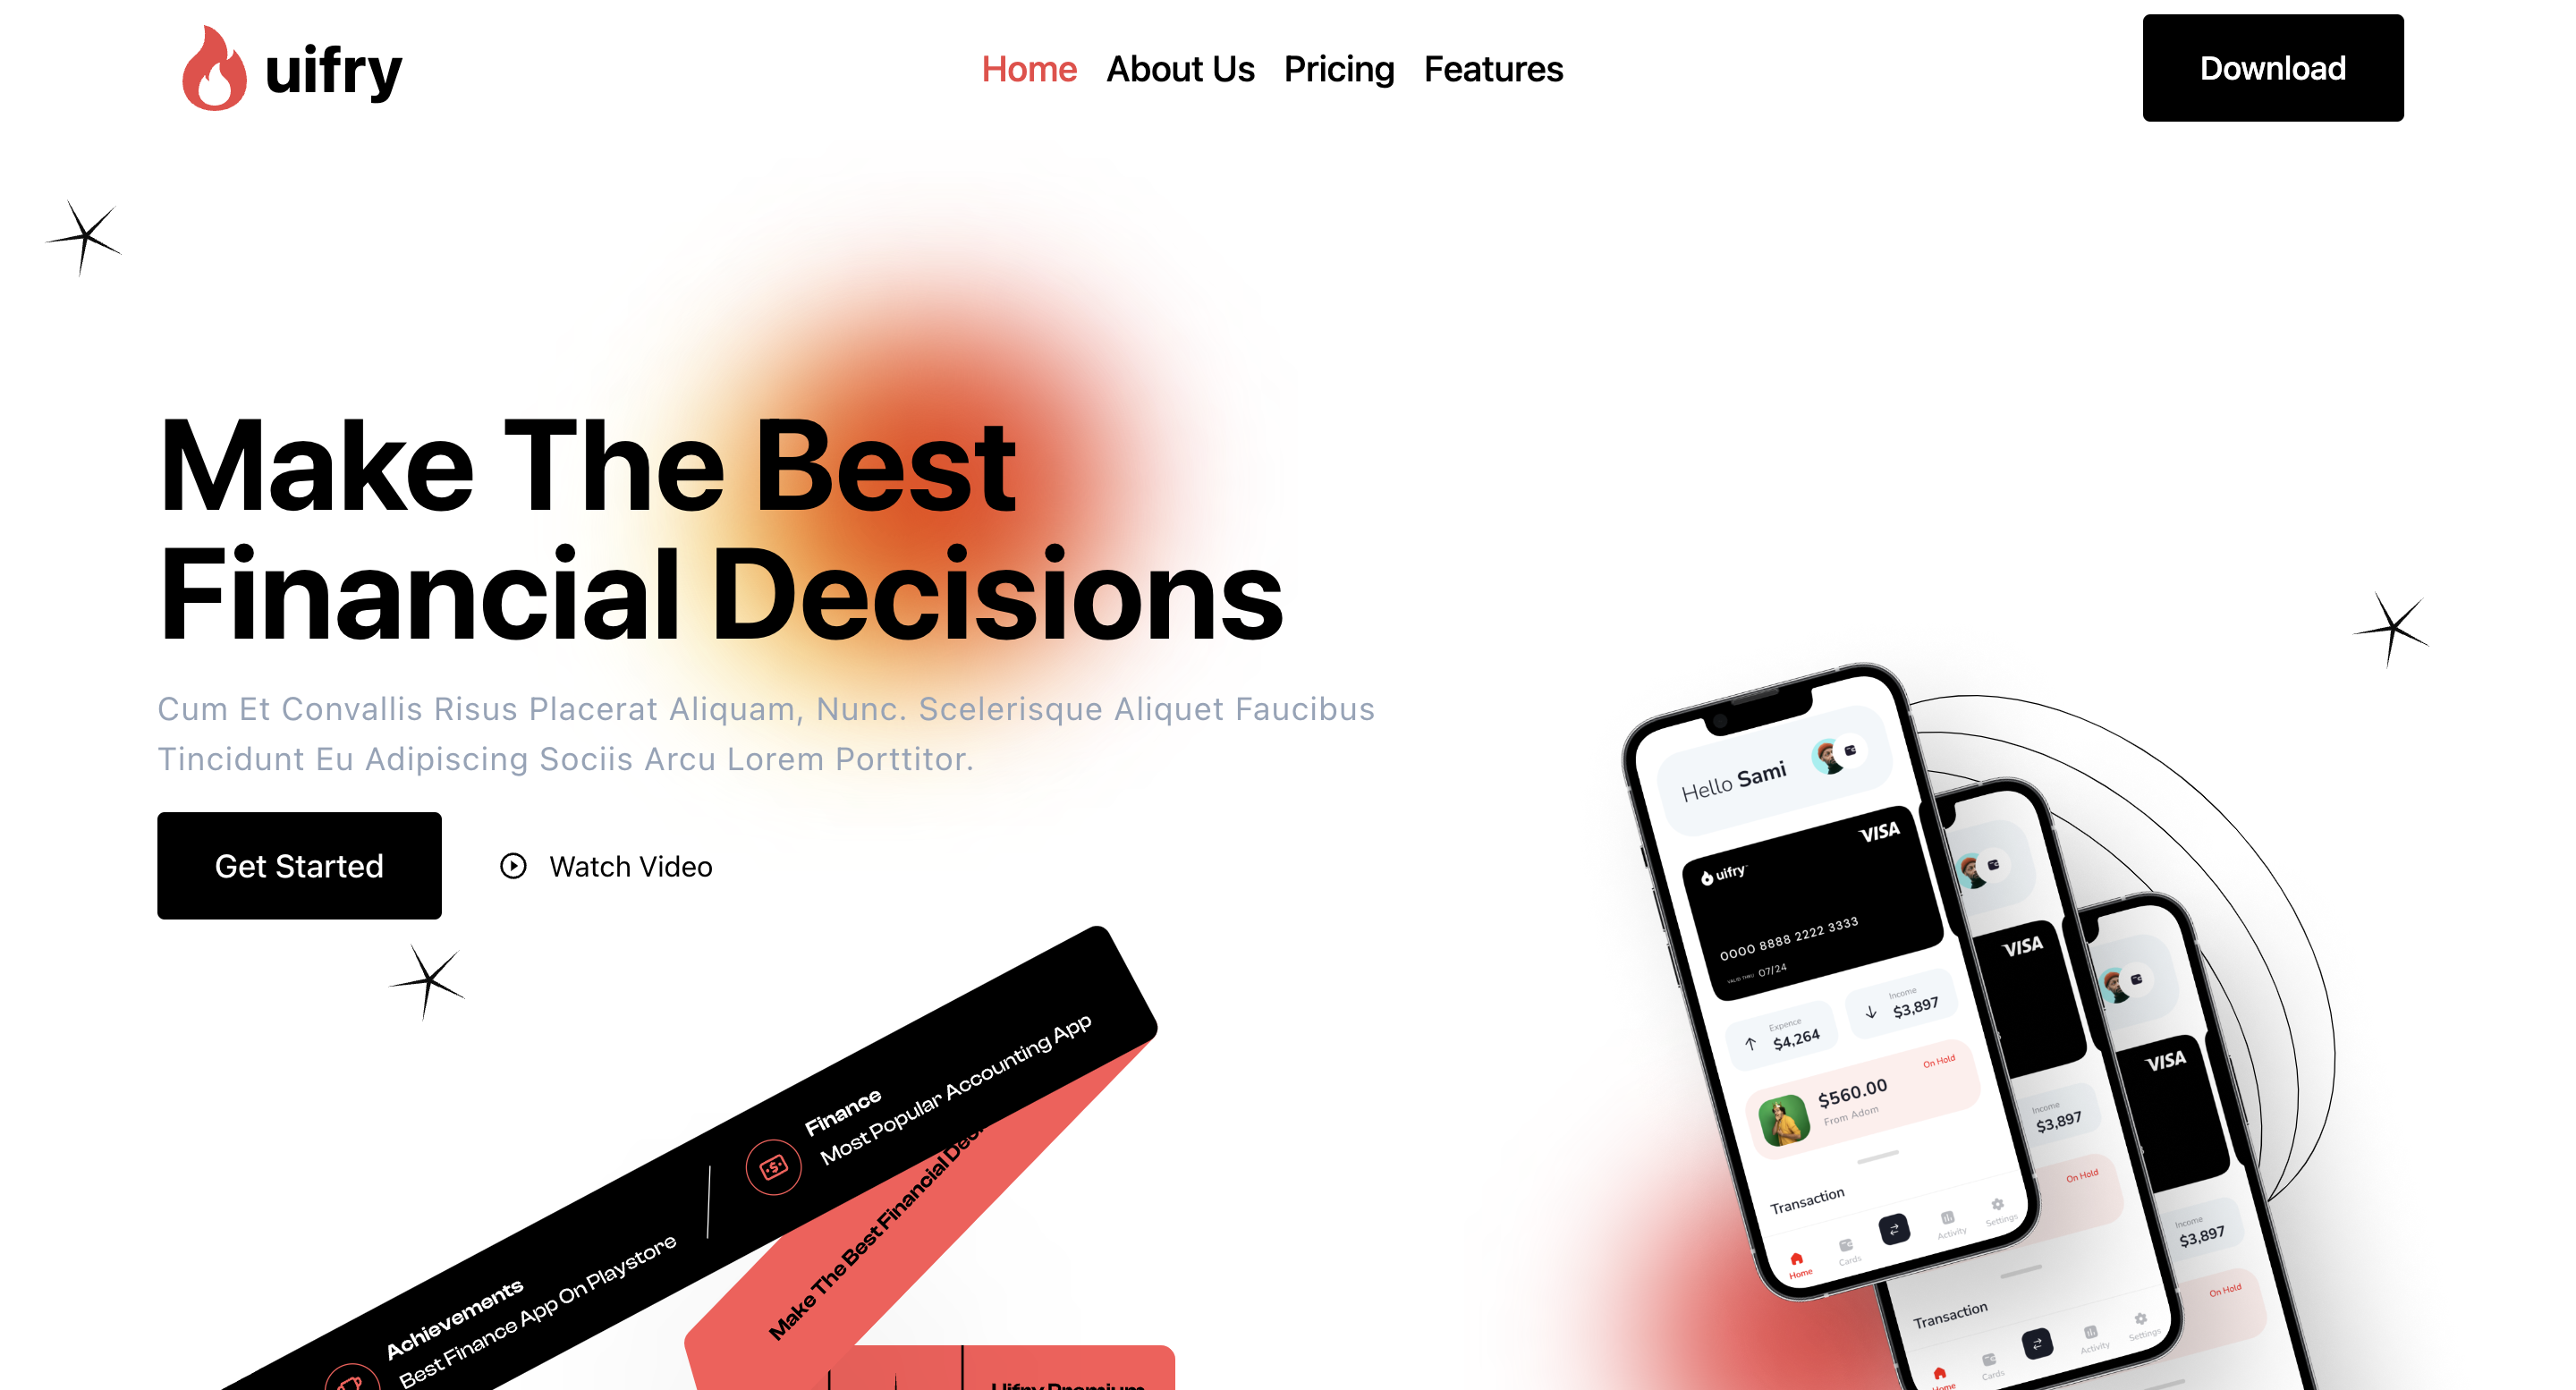 uifry
Home
About Us
Pricing
Features
Download
Make The Best
Financial Decisions
Cum Et Convallis Risus Placerat Aliquam, Nunc. Scelerisque Aliquet Faucibus
Tincidunt Eu Adipiscing Sociis Arcu Lorem Porttitor.
Get Started
Watch Video
Finance
Most Popular Accounting App
Achievements
Best Finance App On Playstore
Make The Best Financial
Uifry Premium
Hello Sami
VISA
uifry
0000 8888 2222 3333
VALID THRU 07/24
Expence
$4,264
Income
$3,897
On Hold
$560.00
From Adom
Transaction
Home
Cards
Activity
Settings
VISA
Income
$3,897
On Hold
Transaction
Home
Cards
Activity
Settings
VISA
Income
$3,897
On Hold